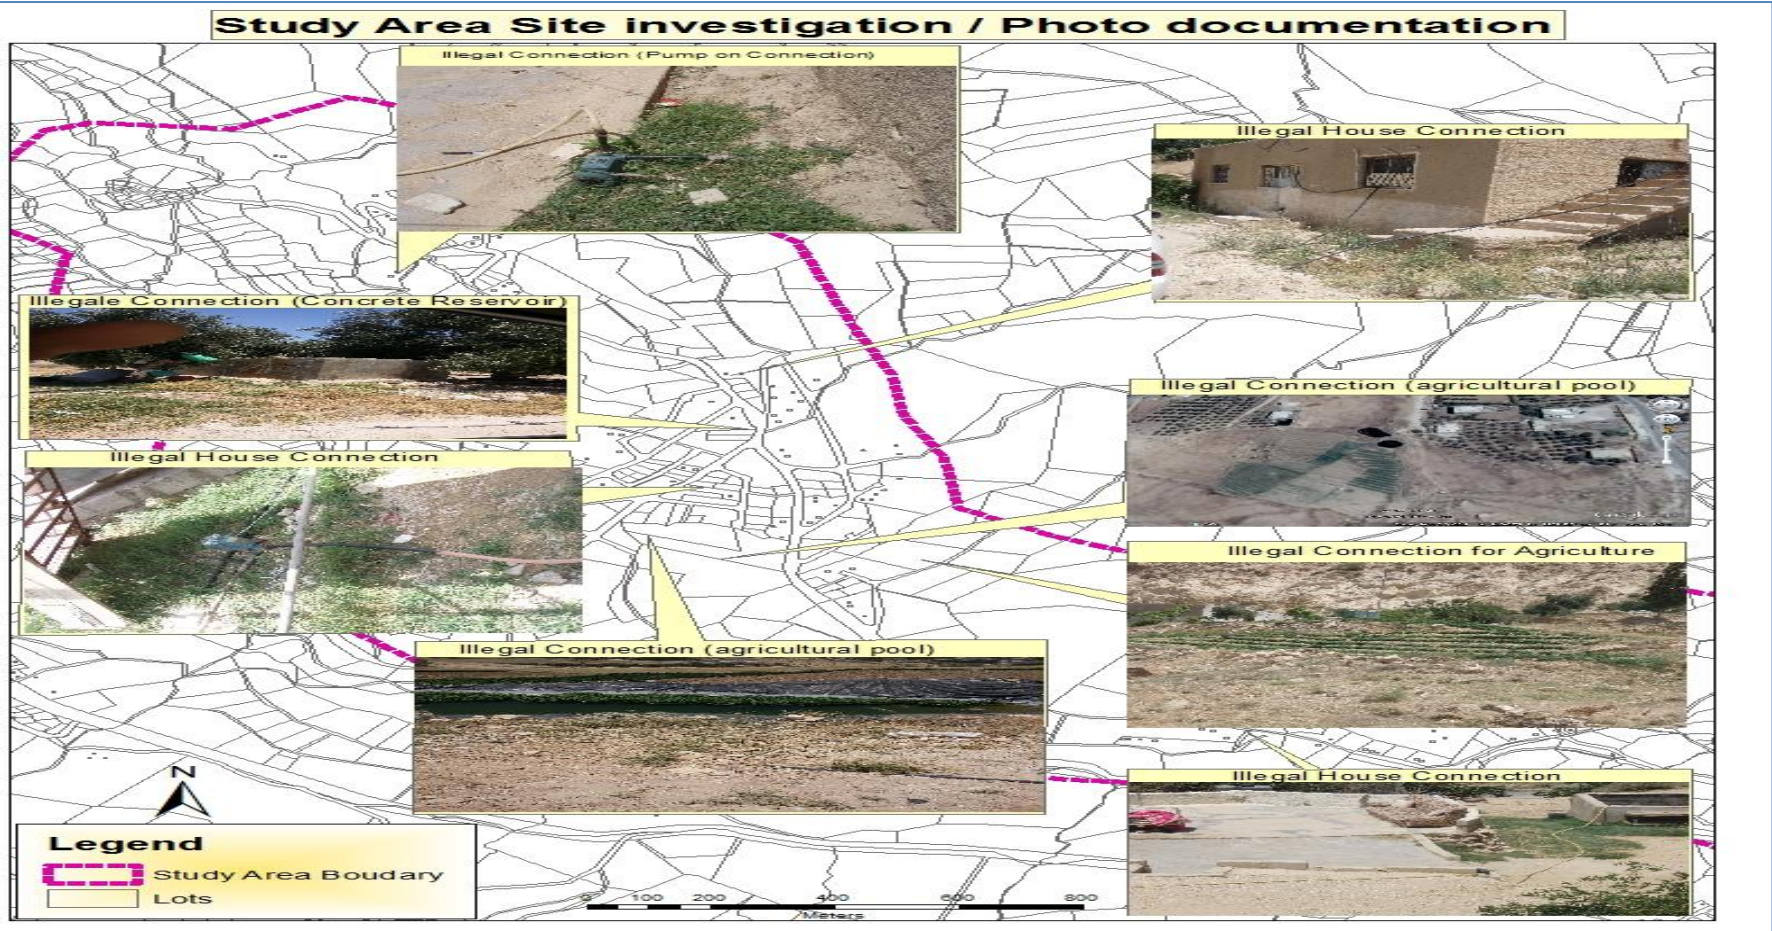 Study Area Site investigation / Photo documentation
Illegal Connection (Pump on Connection)
Illegal House Connection
Illegale Connection (Concrete Reservoir)
Illegal Connection (agricultural pool)
Illegal House Connection
Illegal Connection for Agriculture
Illegal Connection (agricultural pool)
Illegal House Connection
N
Legend
Study Area Boudary
Lots
0 100 200 400 600 800
Meters